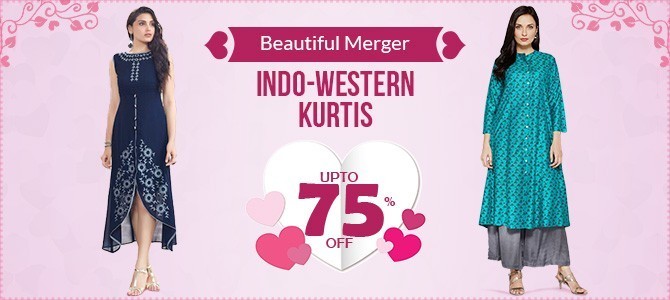 Beautiful Merger
INDO-WESTERN
KURTIS
UPTO
75%
OFF